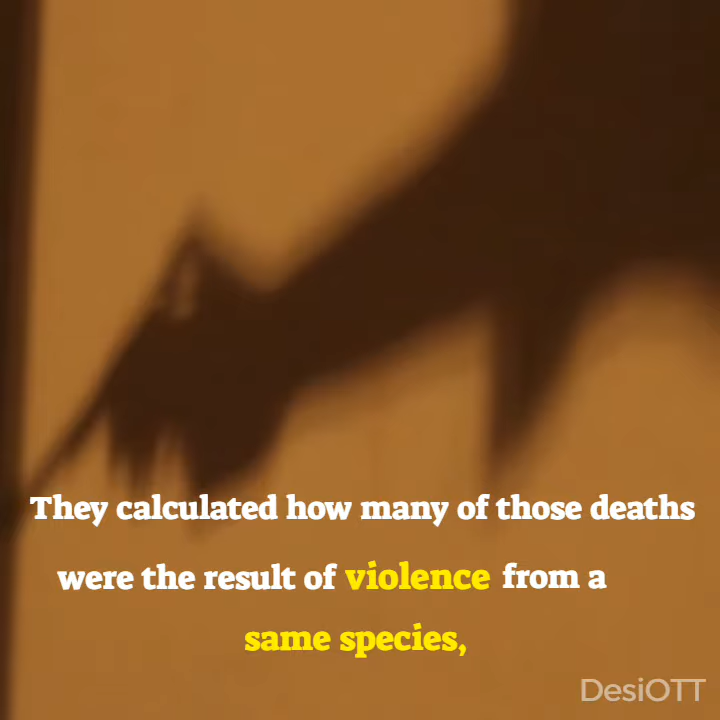 They calculated how many of those deaths
were the result of violence from a
same species,
DesiOTT